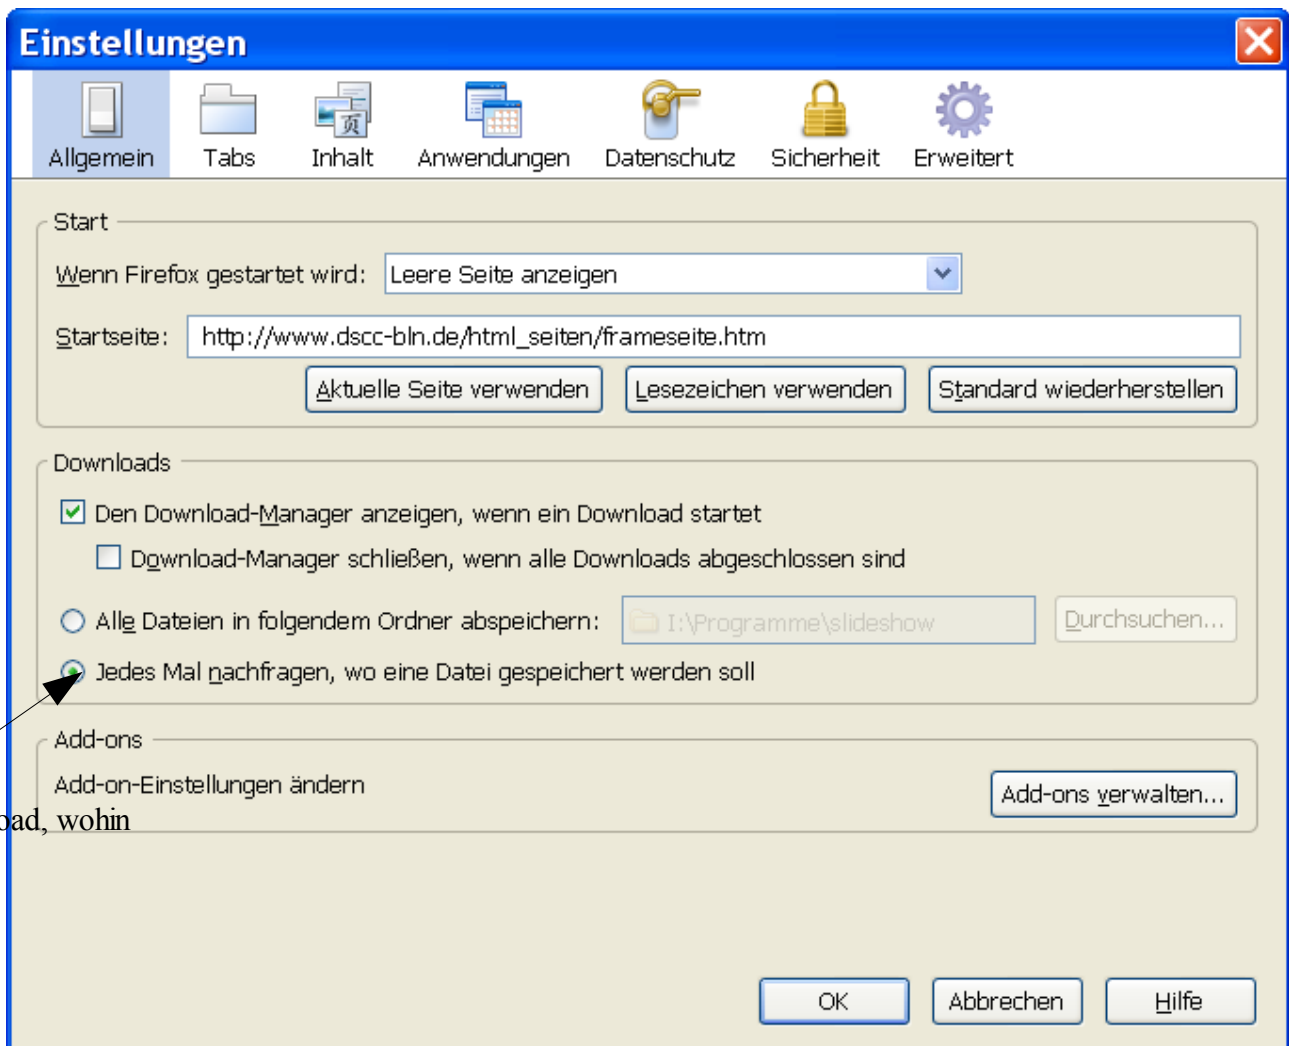 Einstellungen
Allgemein Tabs Inhalt Anwendungen Datenschutz Sicherheit Erweitert
页
Start
Wenn Firefox gestartet wird: Leere Seite anzeigen
Startseite: http://www.dscc-bln.de/html_seiten/frameseite.htm
Aktuelle Seite verwenden Lesezeichen verwenden Standard wiederherstellen
Downloads
Den Download-Manager anzeigen, wenn ein Download startet
Download-Manager schließen, wenn alle Downloads abgeschlossen sind
Alle Dateien in folgendem Ordner abspeichern: I:\Programme\slideshow Durchsuchen...
Jedes Mal nachfragen, wo eine Datei gespeichert werden soll
Add-ons
Add-on-Einstellungen ändern Add-ons verwalten...
oad, wohin
OK Abbrechen Hilfe